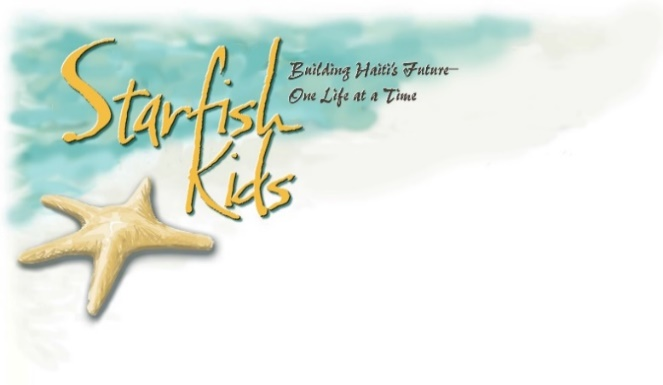 Starfish
Kids
Building Haiti's Future—
One Life at a Time